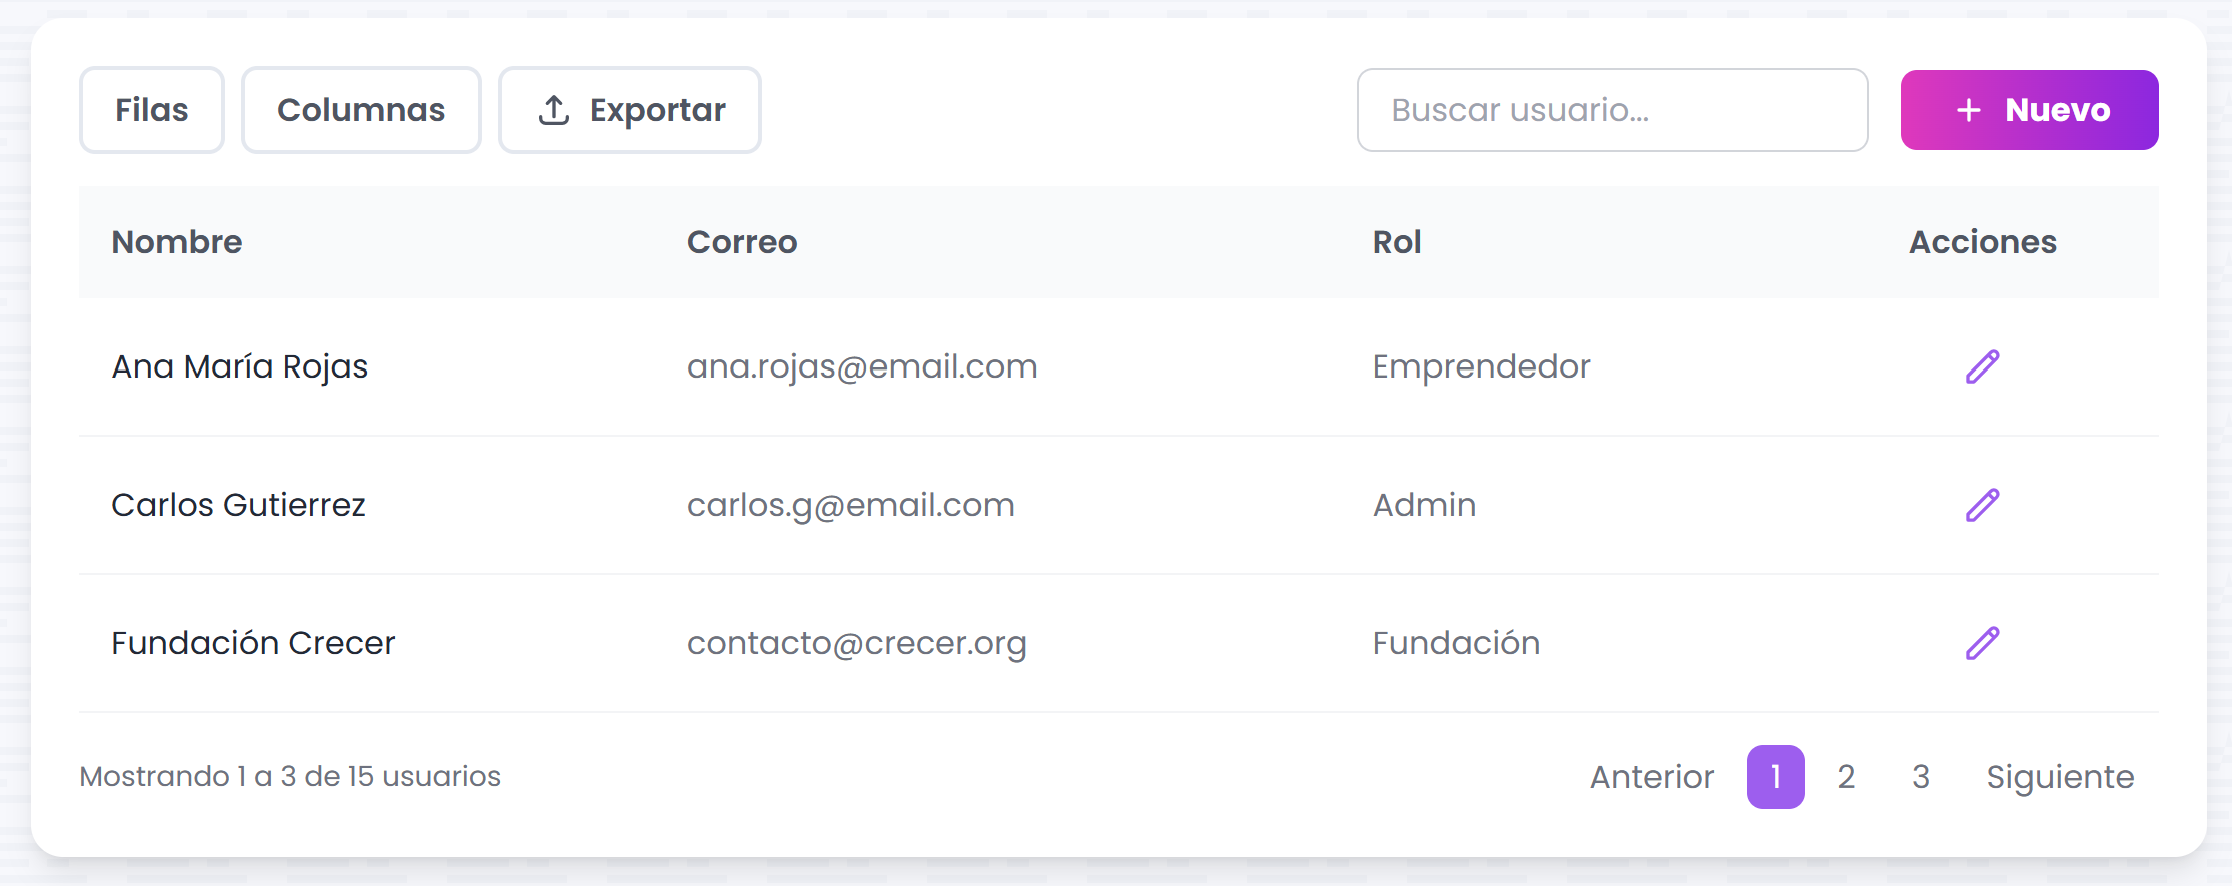 Filas Columnas Exportar Buscar usuario... + Nuevo
Nombre Correo Rol Acciones
Ana María Rojas ana.rojas@email.com Emprendedor
Carlos Gutierrez carlos.g@email.com Admin
Fundación Crecer contacto@crecer.org Fundación
Mostrando 1 a 3 de 15 usuarios Anterior 1 2 3 Siguiente